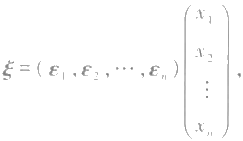 ξ = ( ε₁ , ε₂ , ⋯ , εₙ ) ( x₁ x₂ ⋮ xₙ ) ,